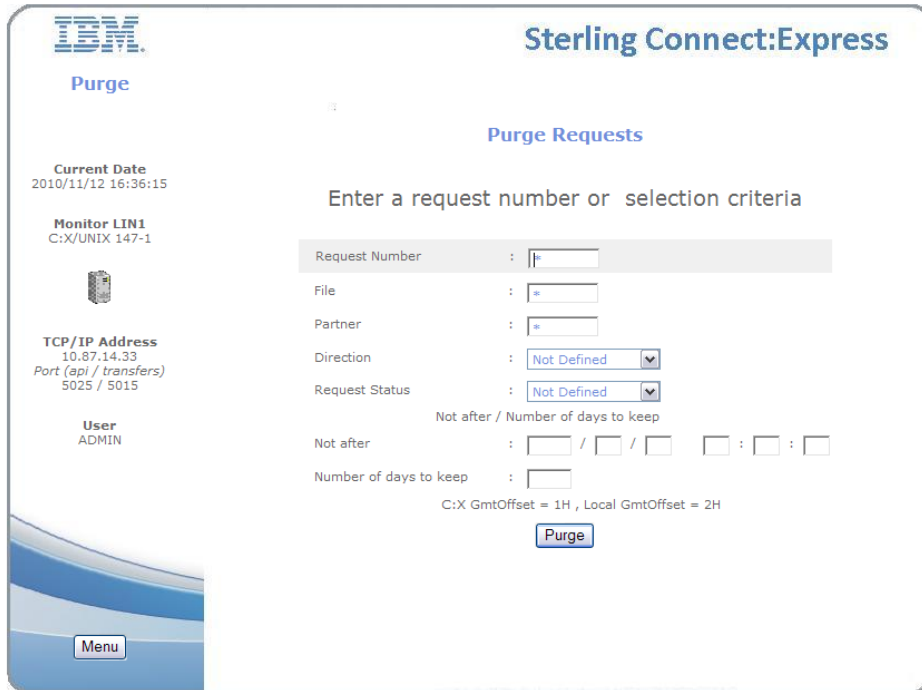 IBM.
Sterling Connect:Express
Purge
Purge Requests
Current Date
2010/11/12 16:36:15
Monitor LIN1
C:X/UNIX 147-1
TCP/IP Address
10.87.14.33
Port (api / transfers)
5025 / 5015
User
ADMIN
Menu
Enter a request number or selection criteria
Request Number : *
File : *
Partner : *
Direction : Not Defined
Request Status : Not Defined
Not after / Number of days to keep
Not after : / / : :
Number of days to keep :
C:X GmtOffset = 1H , Local GmtOffset = 2H
Purge